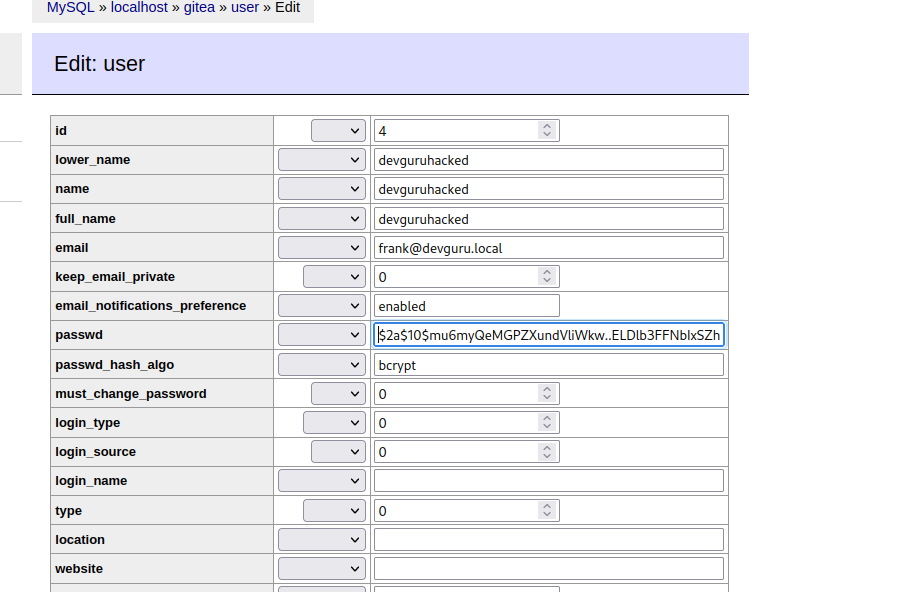 MySQL » localhost » gitea » user » Edit
Edit: user
id 4
lower_name devguruhacked
name devguruhacked
full_name devguruhacked
email frank@devguru.local
keep_email_private 0
email_notifications_preference enabled
passwd $2a$10$mu6myQeMGPZXundVliWkw..ELDlb3FFNbIxSZh
passwd_hash_algo bcrypt
must_change_password 0
login_type 0
login_source 0
login_name
type 0
location
website